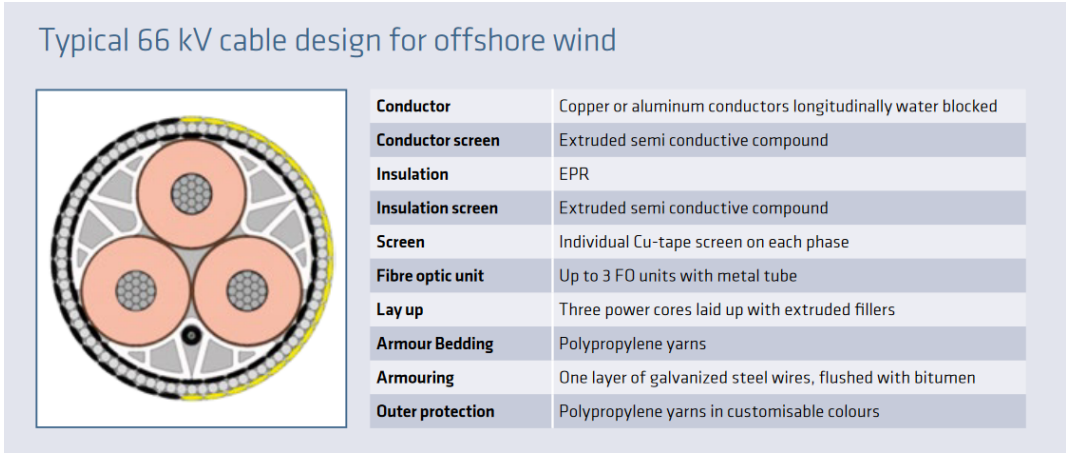 Typical 66 kV cable design for offshore wind
Conductor Copper or aluminum conductors longitudinally water blocked
Conductor screen Extruded semi conductive compound
Insulation EPR
Insulation screen Extruded semi conductive compound
Screen Individual Cu-tape screen on each phase
Fibre optic unit Up to 3 FO units with metal tube
Lay up Three power cores laid up with extruded fillers
Armour Bedding Polypropylene yarns
Armouring One layer of galvanized steel wires, flushed with bitumen
Outer protection Polypropylene yarns in customisable colours